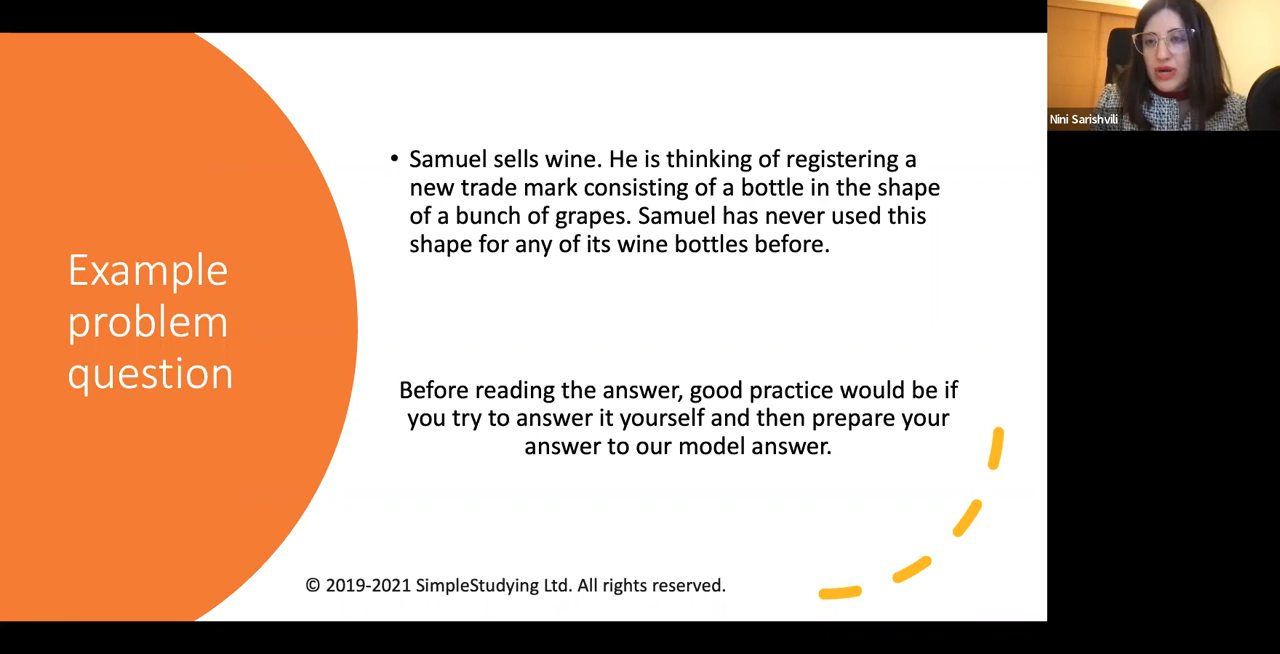 Example
problem
question
• Samuel sells wine. He is thinking of registering a
new trade mark consisting of a bottle in the shape
of a bunch of grapes. Samuel has never used this
shape for any of its wine bottles before.
Before reading the answer, good practice would be if
you try to answer it yourself and then prepare your
answer to our model answer.
© 2019-2021 SimpleStudying Ltd. All rights reserved.
Nini Sarishvili